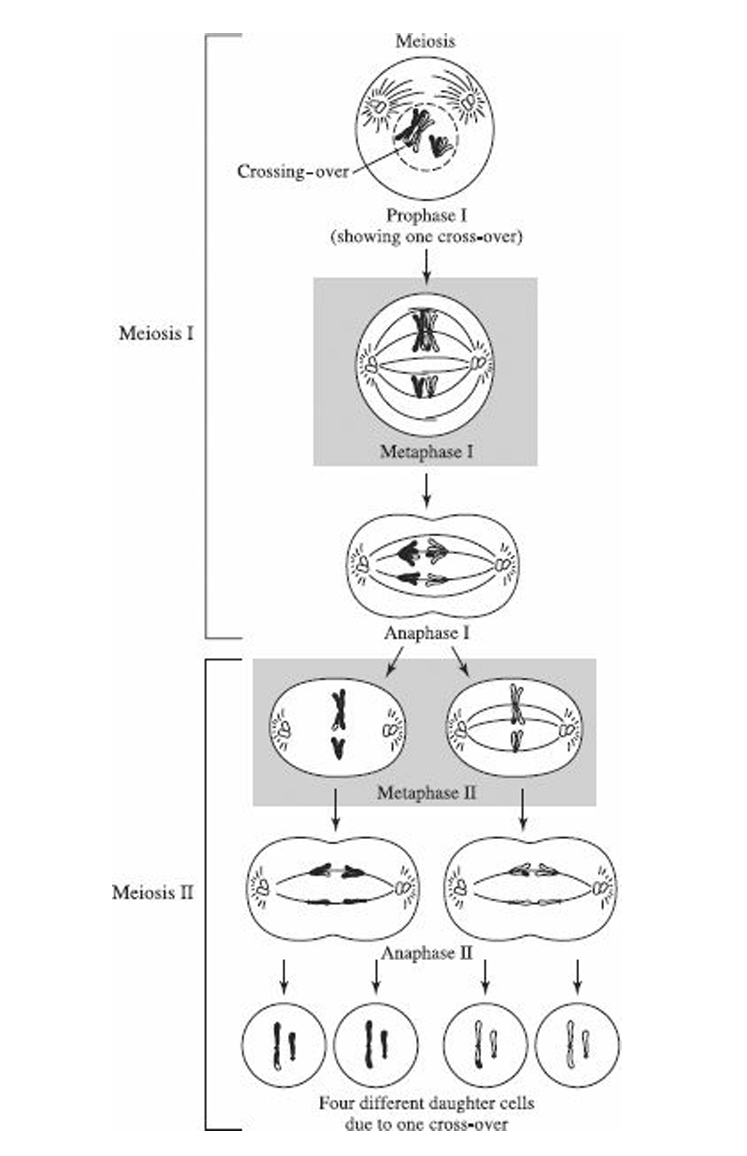 Meiosis
Crossing-over
Prophase I
(showing one cross-over)
Meiosis I
Metaphase I
Anaphase I
Metaphase II
Meiosis II
Anaphase II
Four different daughter cells
due to one cross-over